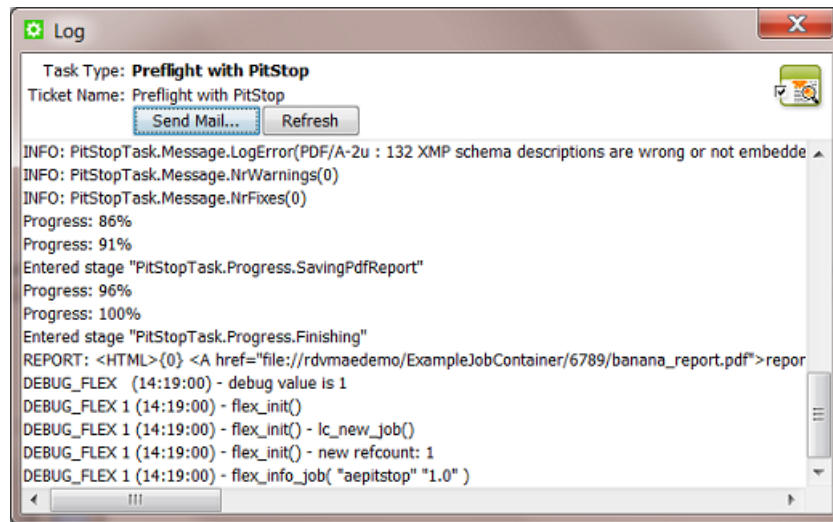 Log
Task Type: Preflight with PitStop
Ticket Name: Preflight with PitStop
Send Mail... Refresh
INFO: PitStopTask.Message.LogError(PDF/A-2u : 132 XMP schema descriptions are wrong or not embedde
INFO: PitStopTask.Message.NrWarnings(0)
INFO: PitStopTask.Message.NrFixes(0)
Progress: 86%
Progress: 91%
Entered stage "PitStopTask.Progress.SavingPdfReport"
Progress: 96%
Progress: 100%
Entered stage "PitStopTask.Progress.Finishing"
REPORT: <HTML>{0} <A href="file://rdvmaedemo/ExampleJobContainer/6789/banana_report.pdf">repor
DEBUG_FLEX (14:19:00) - debug value is 1
DEBUG_FLEX 1 (14:19:00) - flex_init()
DEBUG_FLEX 1 (14:19:00) - flex_init() - lc_new_job()
DEBUG_FLEX 1 (14:19:00) - flex_init() - new refcount: 1
DEBUG_FLEX 1 (14:19:00) - flex_info_job( "aepitstop" "1.0" )